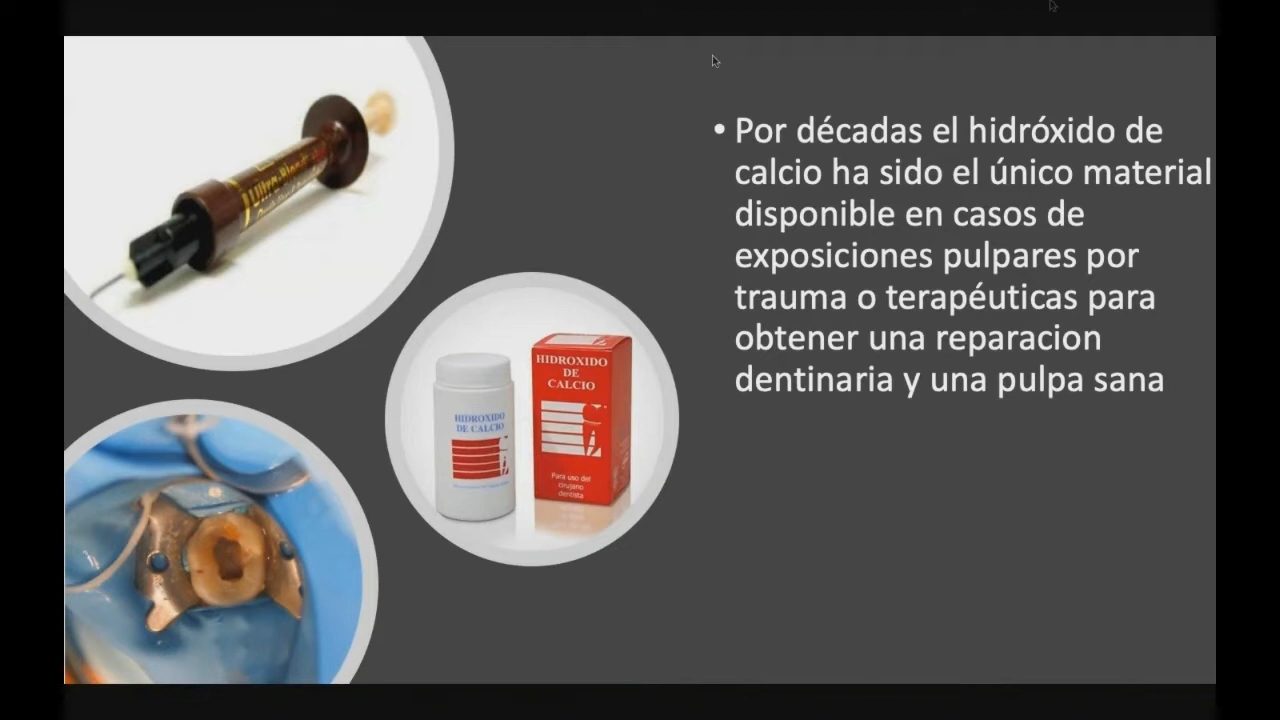 • Por décadas el hidróxido de
calcio ha sido el único material
disponible en casos de
exposiciones pulpares por
trauma o terapéuticas para
obtener una reparacion
dentinaria y una pulpa sana
Ultra-Blend
HIDROXIDO
DE
CALCIO
Para uso del
cirujano
dentista
HIDROXIDO
DE CALCIO